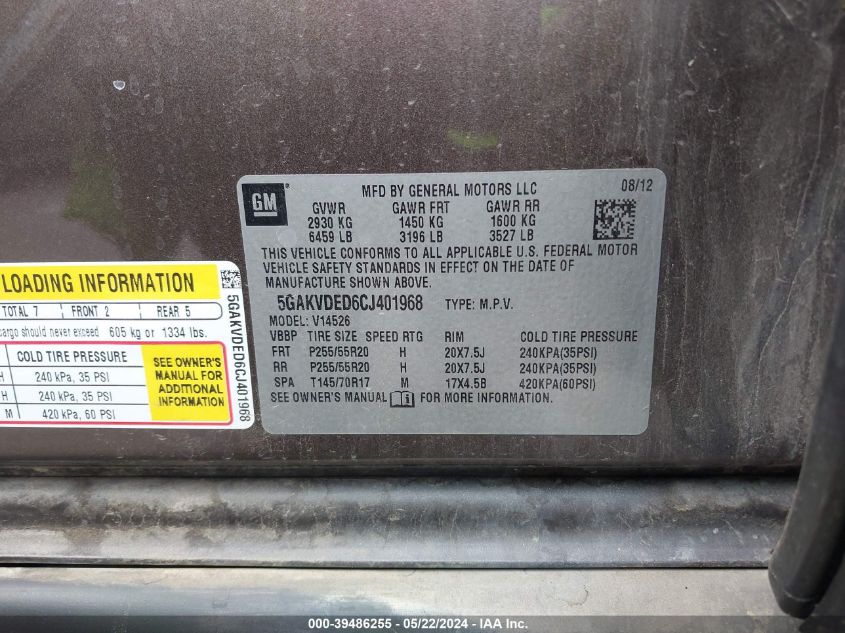 GM
MFD BY GENERAL MOTORS LLC 08/12
GVWR GAWR FRT GAWR RR
2930 KG 1450 KG 1600 KG
6459 LB 3196 LB 3527 LB
THIS VEHICLE CONFORMS TO ALL APPLICABLE U.S. FEDERAL MOTOR
VEHICLE SAFETY STANDARDS IN EFFECT ON THE DATE OF
MANUFACTURE SHOWN ABOVE.
5GAKVDED6CJ401968 TYPE: M.P.V.
MODEL: V14526
VBBP TIRE SIZE SPEED RTG RIM COLD TIRE PRESSURE
FRT P255/55R20 H 20X7.5J 240KPA(35PSI)
RR P255/55R20 H 20X7.5J 240KPA(35PSI)
SPA T145/70R17 M 17X4.5B 420KPA(60PSI)
SEE OWNER'S MANUAL i FOR MORE INFORMATION.
LOADING INFORMATION
TOTAL 7 FRONT 2 REAR 5
cargo should never exceed 605 kg or 1334 lbs.
COLD TIRE PRESSURE
H 240 kPa, 35 PSI
H 240 kPa, 35 PSI
M 420 kPa, 60 PSI
SEE OWNER'S
MANUAL FOR
ADDITIONAL
INFORMATION
5GAKVDED6CJ401968
000-39486255 - 05/22/2024 - IAA Inc.